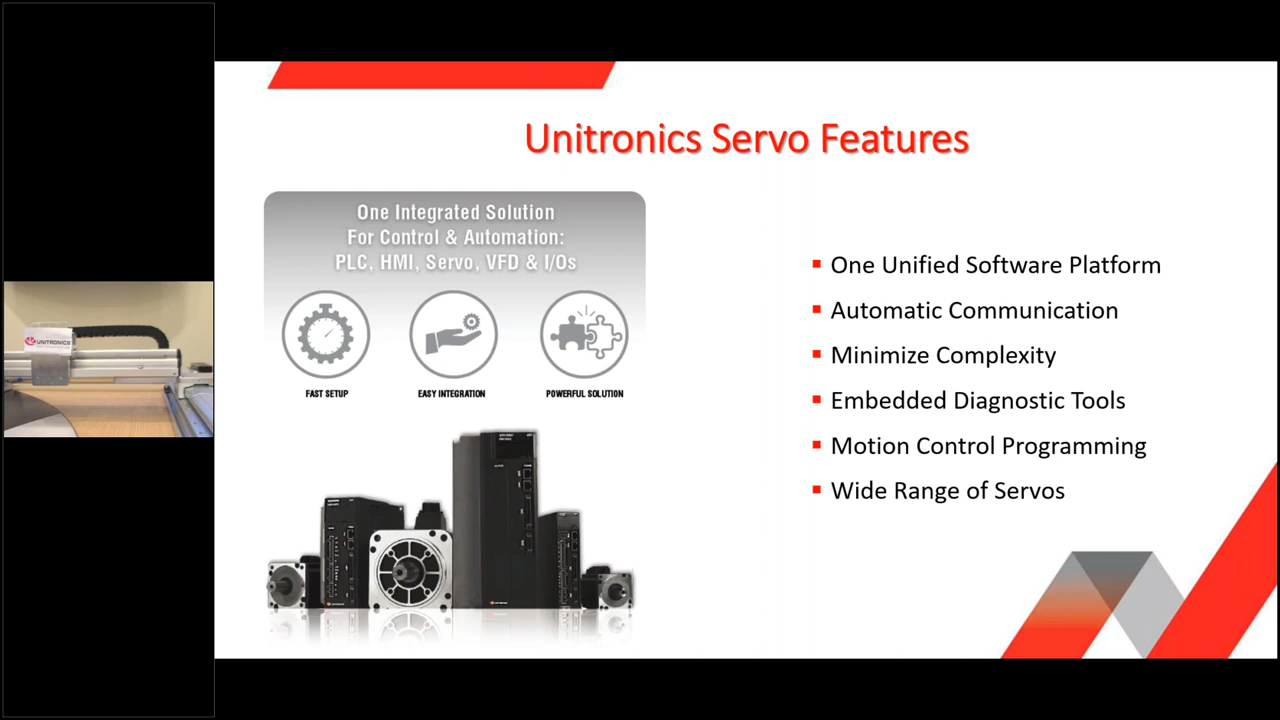 Unitronics Servo Features
One Integrated Solution
For Control & Automation:
PLC, HMI, Servo, VFD & I/Os
FAST SETUP
EASY INTEGRATION
POWERFUL SOLUTION
One Unified Software Platform
Automatic Communication
Minimize Complexity
Embedded Diagnostic Tools
Motion Control Programming
Wide Range of Servos
UNITRONICS